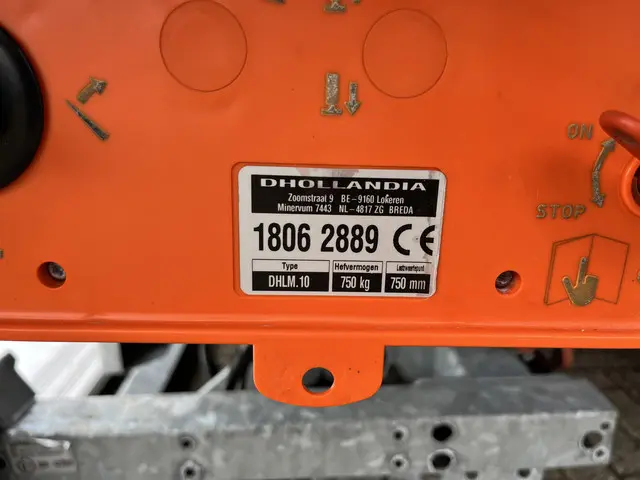 ON
STOP
DHOLLANDIA
Zoomstraat 9 BE-9160 Lokeren
Minervum 7443 NL-4817 ZG BREDA
1806 2889 CE
Type Hefvermogen Lastzwaartepunt
DHLM.10 750 kg 750 mm